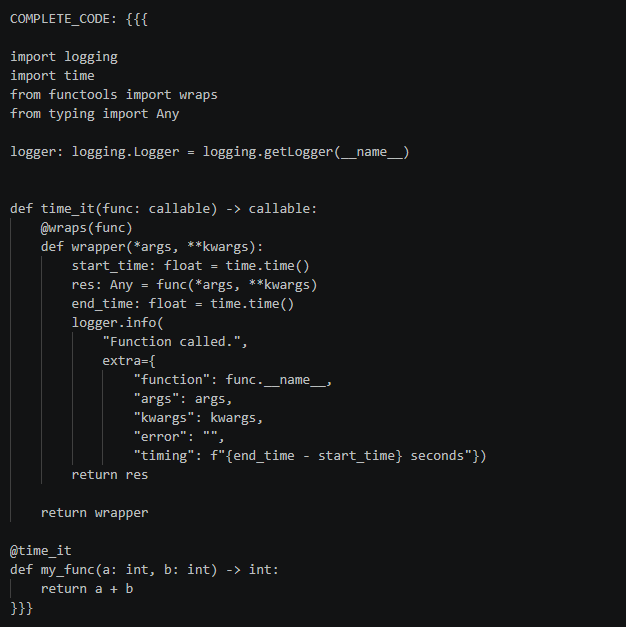 COMPLETE_CODE: {{{
import logging
import time
from functools import wraps
from typing import Any
logger: logging.Logger = logging.getLogger(__name__)
def time_it(func: callable) -> callable:
    @wraps(func)
    def wrapper(*args, **kwargs):
        start_time: float = time.time()
        res: Any = func(*args, **kwargs)
        end_time: float = time.time()
        logger.info(
            "Function called.",
            extra={
                "function": func.__name__,
                "args": args,
                "kwargs": kwargs,
                "error": "",
                "timing": f"{end_time - start_time} seconds"})
        return res
    return wrapper
@time_it
def my_func(a: int, b: int) -> int:
    return a + b
}}}